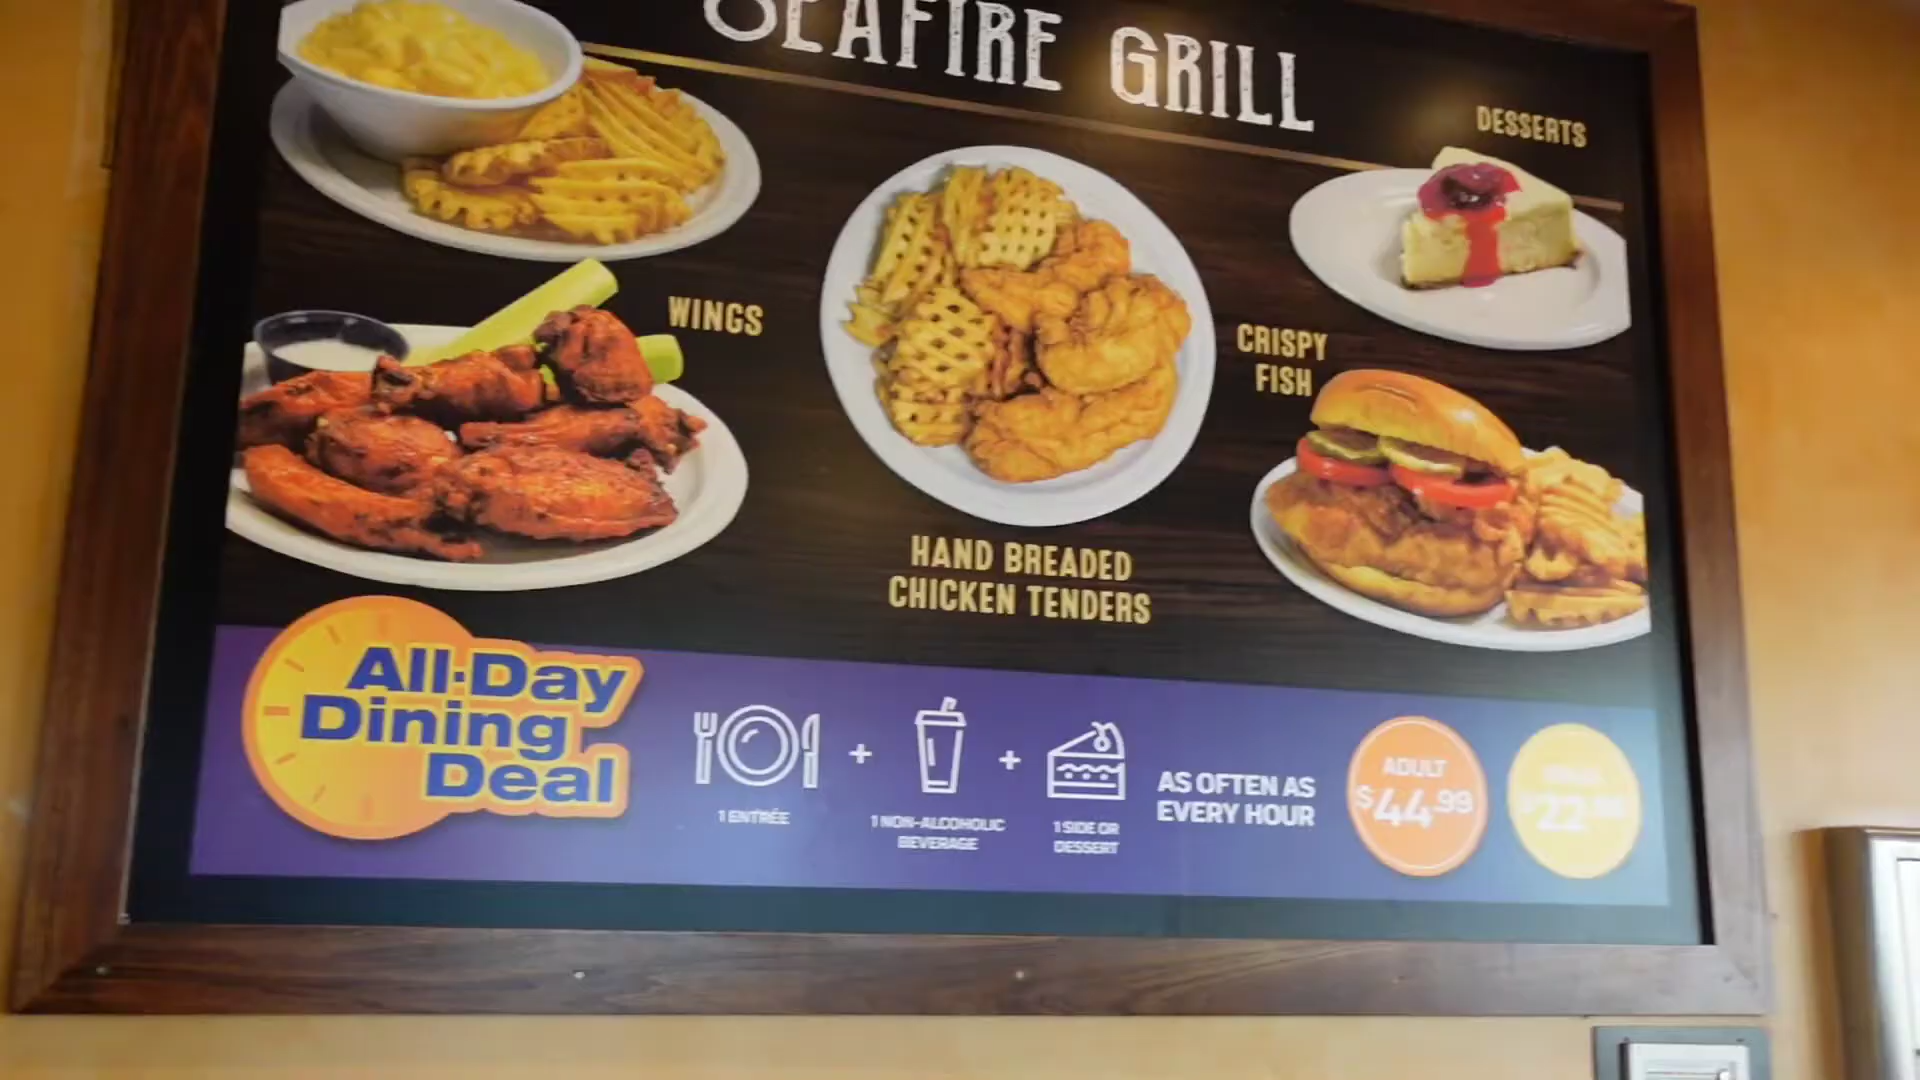 SEAFIRE GRILL
DESSERTS
WINGS
CRISPY
FISH
HAND BREADED
CHICKEN TENDERS
All-Day
Dining
Deal
1 ENTRÉE
+
1 NON-ALCOHOLIC
BEVERAGE
+
1 SIDE OR
DESSERT
AS OFTEN AS
EVERY HOUR
ADULT
$44.99